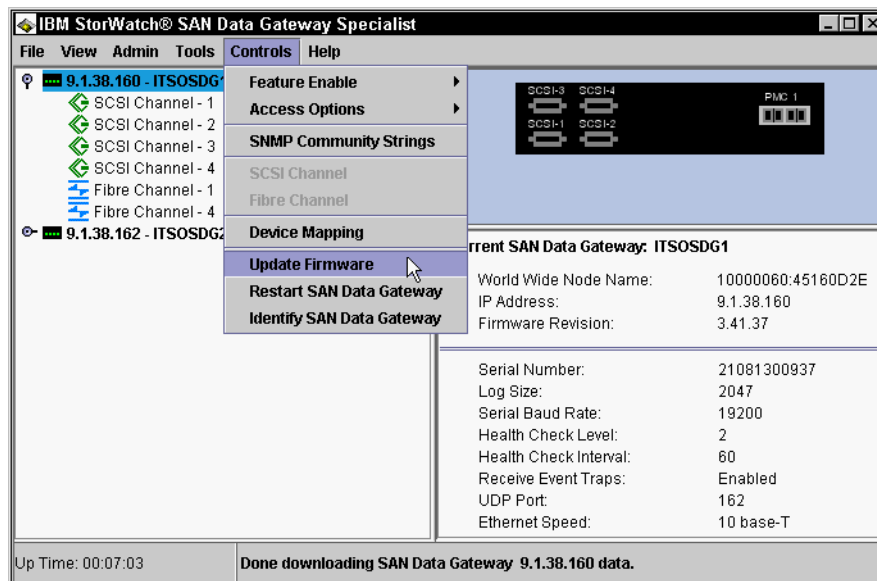 IBM StorWatch® SAN Data Gateway Specialist
File View Admin Tools Controls Help
9.1.38.160 - ITSOSDG1
SCSI Channel - 1
SCSI Channel - 2
SCSI Channel - 3
SCSI Channel - 4
Fibre Channel - 1
Fibre Channel - 4
9.1.38.162 - ITSOSDG2
Feature Enable
Access Options
SNMP Community Strings
SCSI Channel
Fibre Channel
Device Mapping
Update Firmware
Restart SAN Data Gateway
Identify SAN Data Gateway
SCSI-3 SCSI-4
SCSI-1 SCSI-2
PMC 1
rrent SAN Data Gateway: ITSOSDG1
World Wide Node Name: 10000060:45160D2E
IP Address: 9.1.38.160
Firmware Revision: 3.41.37
Serial Number: 21081300937
Log Size: 2047
Serial Baud Rate: 19200
Health Check Level: 2
Health Check Interval: 60
Receive Event Traps: Enabled
UDP Port: 162
Ethernet Speed: 10 base-T
Up Time: 00:07:03
Done downloading SAN Data Gateway 9.1.38.160 data.